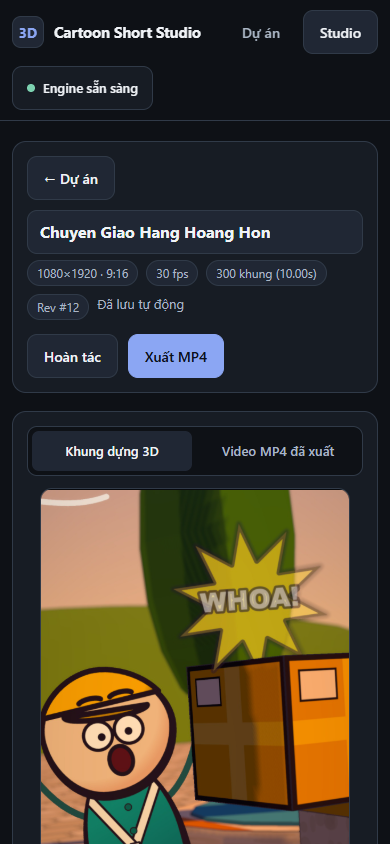 3D Cartoon Short Studio Dự án Studio
Engine sẵn sàng
← Dự án
Chuyen Giao Hang Hoang Hon
1080×1920 · 9:16 30 fps 300 khung (10.00s)
Rev #12 Đã lưu tự động
Hoàn tác Xuất MP4
Khung dựng 3D Video MP4 đã xuất
WHOA!